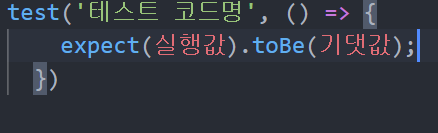 test('테스트 코드명', () => {
expect(실행값).toBe(기댓값);
})